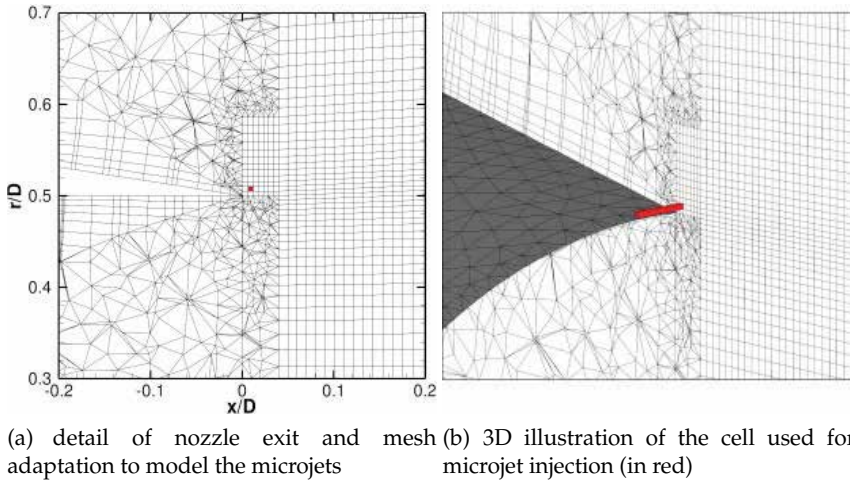 0.7
0.6
0.5
0.4
0.3
r/D
-0.2 -0.1 0 0.1 0.2
x/D
(a) detail of nozzle exit and mesh
adaptation to model the microjets
(b) 3D illustration of the cell used for
microjet injection (in red)